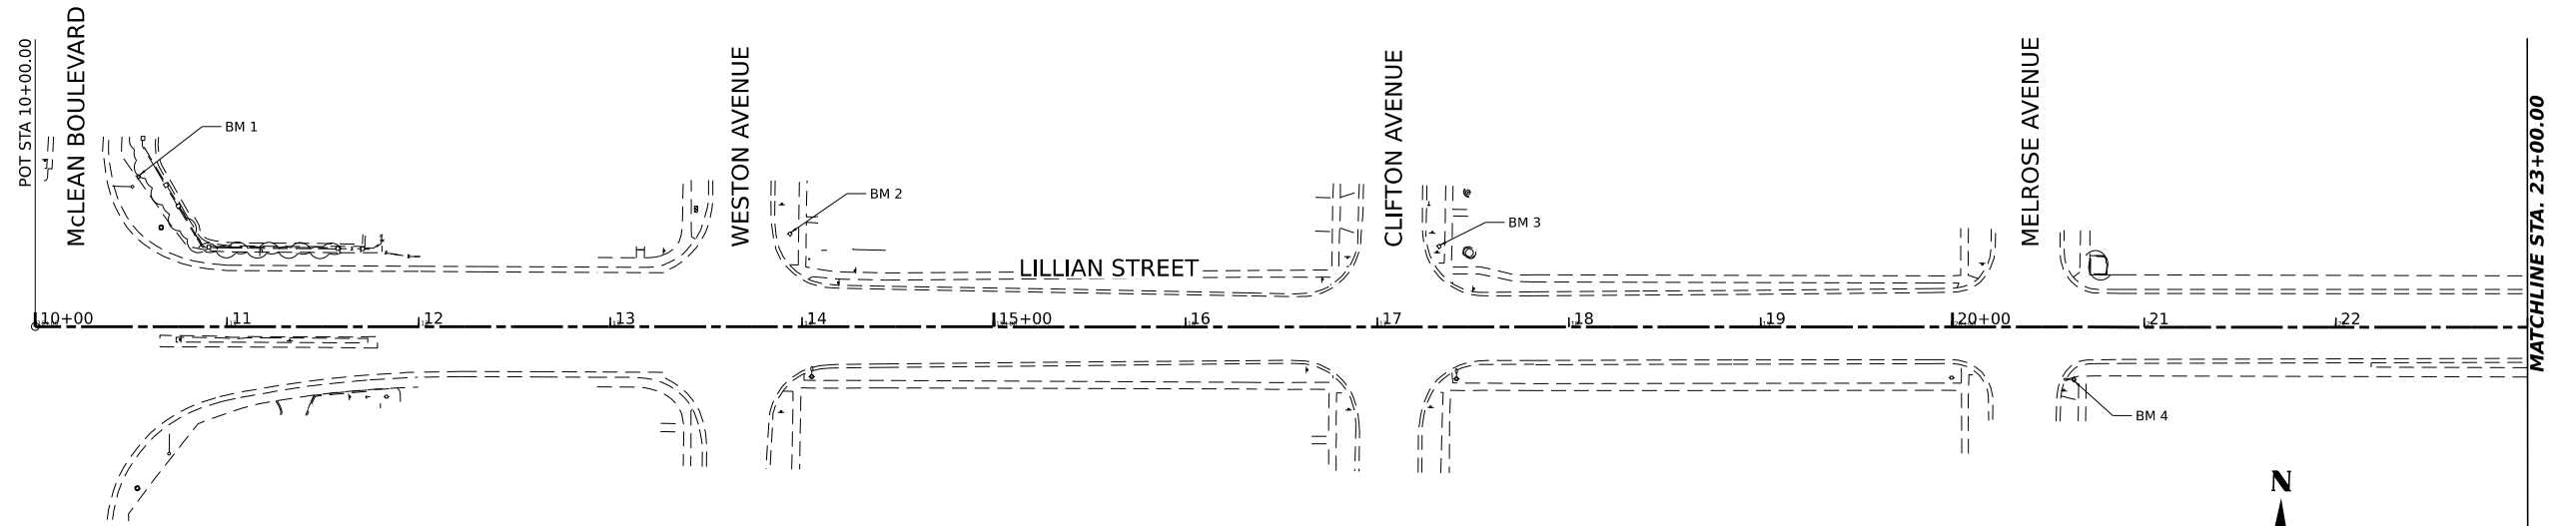 POT STA 10+00.00
McLEAN BOULEVARD
BM 1
WESTON AVENUE
BM 2
LILLIAN STREET
CLIFTON AVENUE
BM 3
MELROSE AVENUE
MATCHLINE STA. 23+00.00
10+00
11
12
13
14
15+00
16
17
18
19
20+00
21
22
BM 4
N